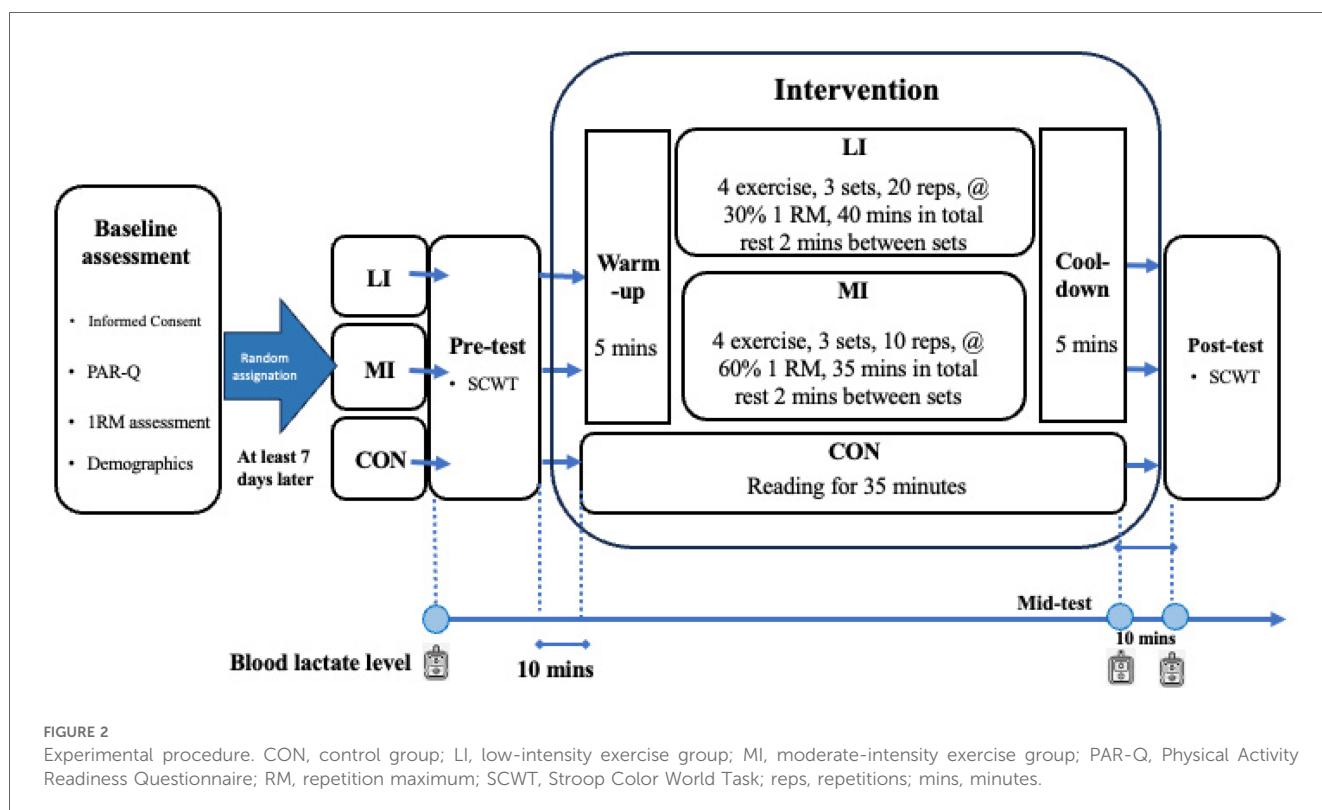 Baseline
assessment
• Informed Consent
• PAR-Q
• 1RM assessment
• Demographics
Random
assignation
At least 7
days later
LI
MI
CON
Pre-test
• SCWT
Intervention
Warm
-up
5 mins
LI
4 exercise, 3 sets, 20 reps, @
30% 1 RM, 40 mins in total
rest 2 mins between sets
MI
4 exercise, 3 sets, 10 reps, @
60% 1 RM, 35 mins in total
rest 2 mins between sets
CON
Reading for 35 minutes
Cool-
down
5 mins
Post-test
• SCWT
Mid-test
Blood lactate level
10 mins
10 mins
FIGURE 2
Experimental procedure. CON, control group; LI, low-intensity exercise group; MI, moderate-intensity exercise group; PAR-Q, Physical Activity
Readiness Questionnaire; RM, repetition maximum; SCWT, Stroop Color World Task; reps, repetitions; mins, minutes.